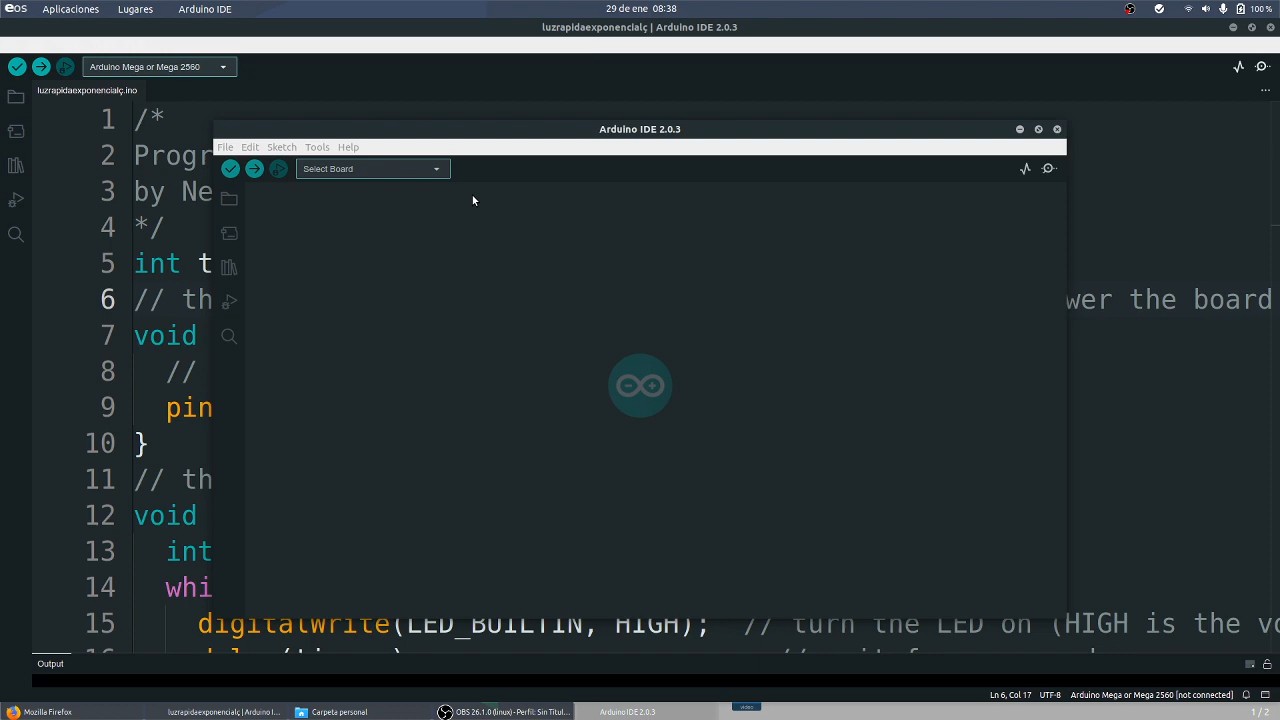 eos Aplicaciones Lugares Arduino IDE 29 de ene 08:38 100 %
luzrapidaexponencialç | Arduino IDE 2.0.3
Arduino Mega or Mega 2560
luzrapidaexponencialç.ino
1 /*
Arduino IDE 2.0.3
File Edit Sketch Tools Help
2 Progr
Select Board
3 by Ne
4 */
5 int t
6 // th wer the board
7 void
8 //
9 pin
10 }
11 // th
12 void
13 int
14 whi
15 digitalWrite(LED_BUILTIN, HIGH); // turn the LED on (HIGH is the vo
Output
Ln 6, Col 17 UTF-8 Arduino Mega or Mega 2560 [not connected]
video
Mozilla Firefox luzrapidaexponencialç | Arduino I... Carpeta personal OBS 26.1.0 (linux) - Perfil: Sin Titul... Arduino IDE 2.0.3 1 / 2